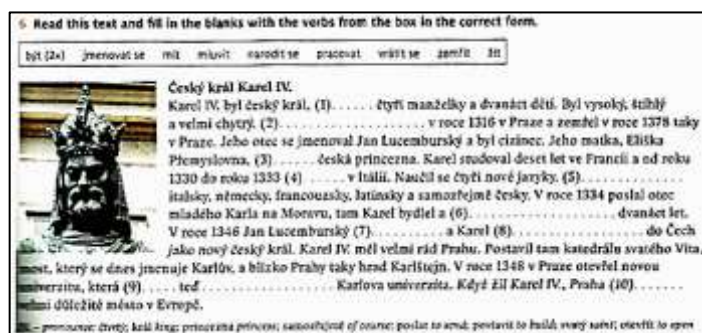 6 Read this text and fill in the blanks with the verbs from the box in the correct form.
být (2x) jmenovat se mít mluvit narodit se pracovat vrátit se zemřít žít
Český král Karel IV.
Karel IV. byl český král, (1)...... čtyři manželky a dvanáct dětí. Byl vysoký, štíhlý
a velmi chytrý. (2)...................... v roce 1316 v Praze a zemřel v roce 1378 taky
v Praze. Jeho otec se jmenoval Jan Lucemburský a byl cizinec. Jeho matka, Eliška
Přemyslovna, (3)......... česká princezna. Karel studoval deset let ve Francii a od roku
1330 do roku 1333 (4)....... v Itálii. Naučil se čtyři nové jazyky. (5)................
italsky, německy, francouzsky, latinsky a samozřejmě česky. V roce 1334 poslal otec
mladého Karla na Moravu, tam Karel bydlel a (6)...................... dvanáct let.
V roce 1346 Jan Lucemburský (7)............ a Karel (8)...................... do Čech
jako nový český král. Karel IV. měl velmi rád Prahu. Postavil tam katedrálu svatého Víta,
most, který se dnes jmenuje Karlův, a blízko Prahy taky hrad Karlštejn. V roce 1348 v Praze otevřel novou
univerzitu, která (9)..... teď ...................... Karlova univerzita. Když žil Karel IV., Praha (10)........
velmi důležité město v Evropě.
král king; princezna princess; samozřejmě of course; poslat to send; postavit to build; svatý saint; otevřít to open